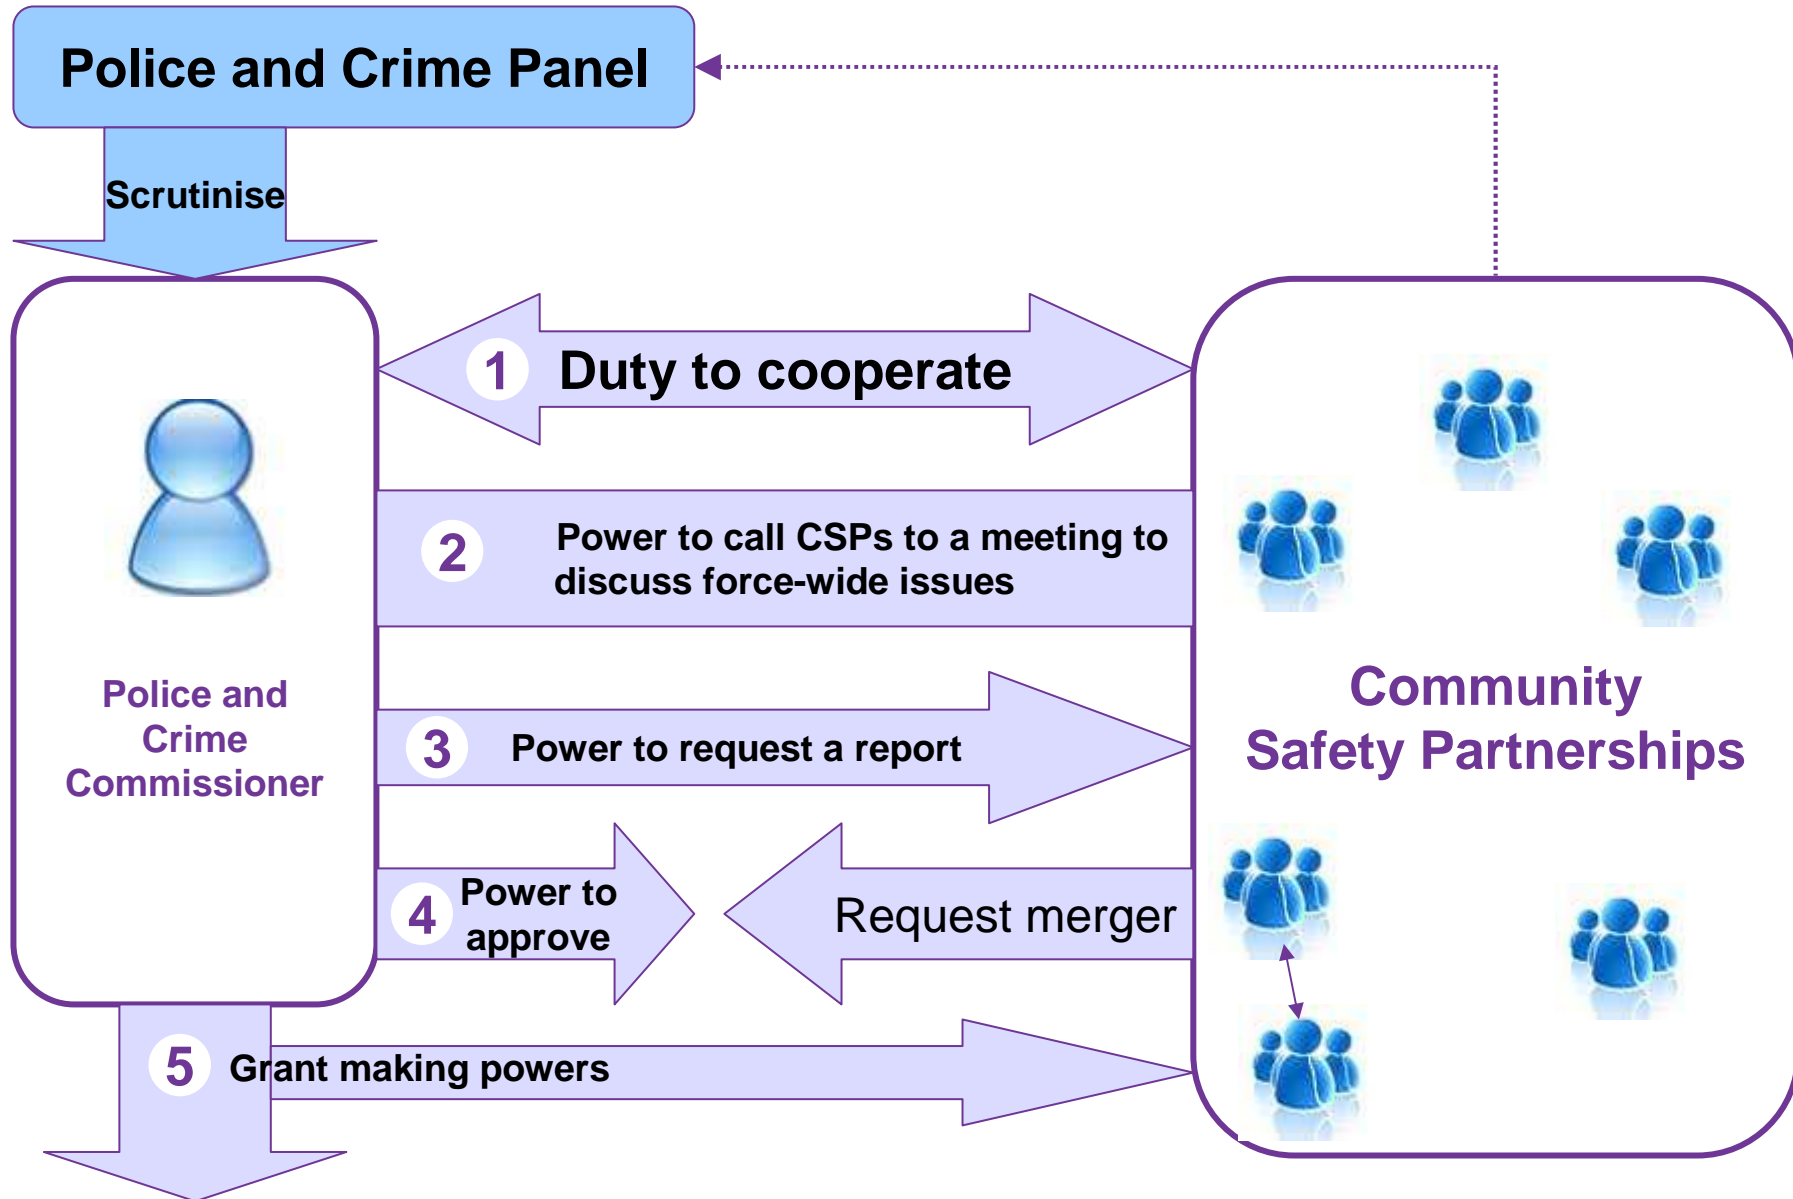 Police and Crime Panel
Scrutinise
1 Duty to cooperate
2 Power to call CSPs to a meeting to
discuss force-wide issues
Police and
Crime
Commissioner
Community
Safety Partnerships
3 Power to request a report
4 Power to
approve
Request merger
5 Grant making powers